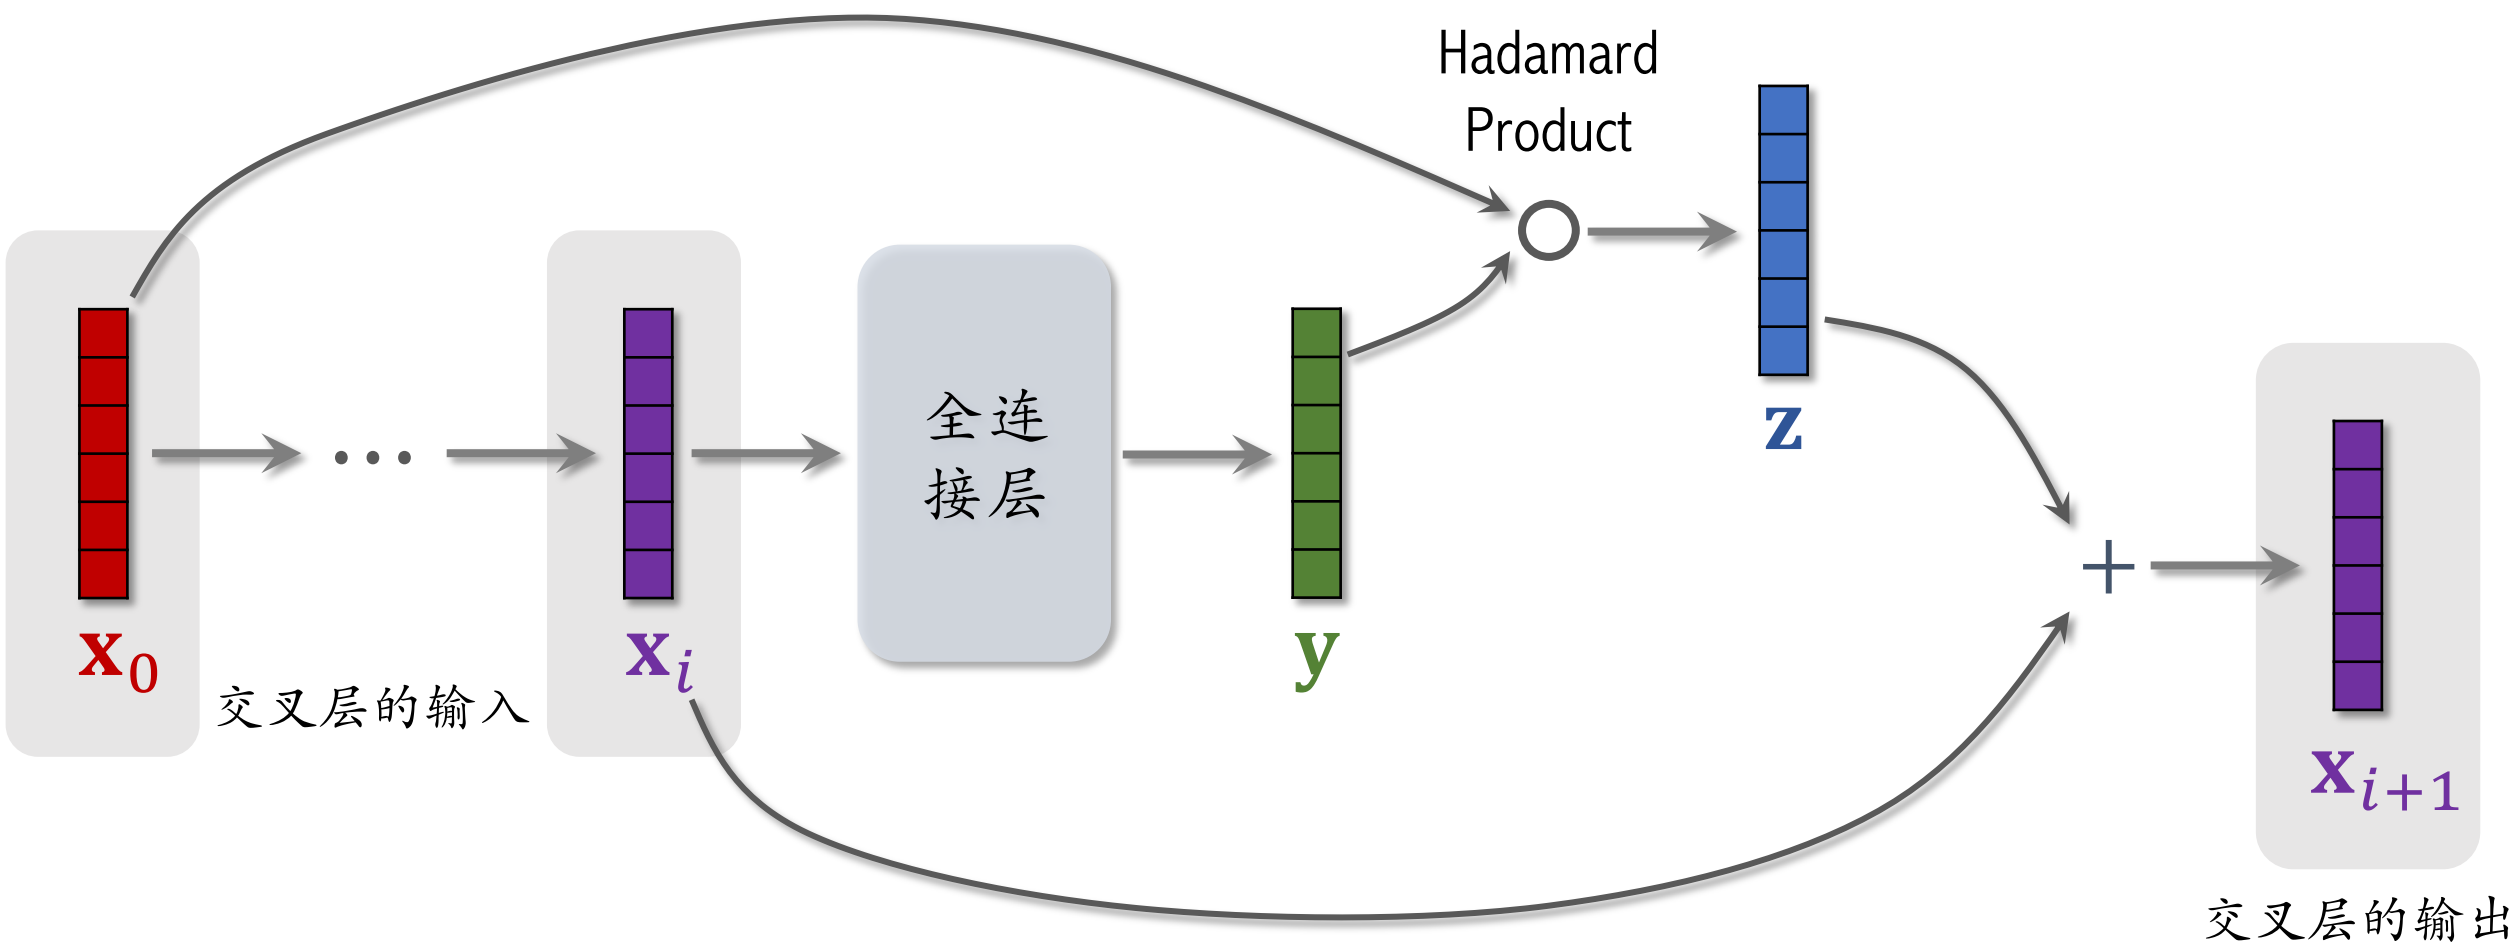 Hadamard
Product
全连
接层
z
x₀
xᵢ
y
交叉层的输入
xᵢ₊₁
交叉层的输出